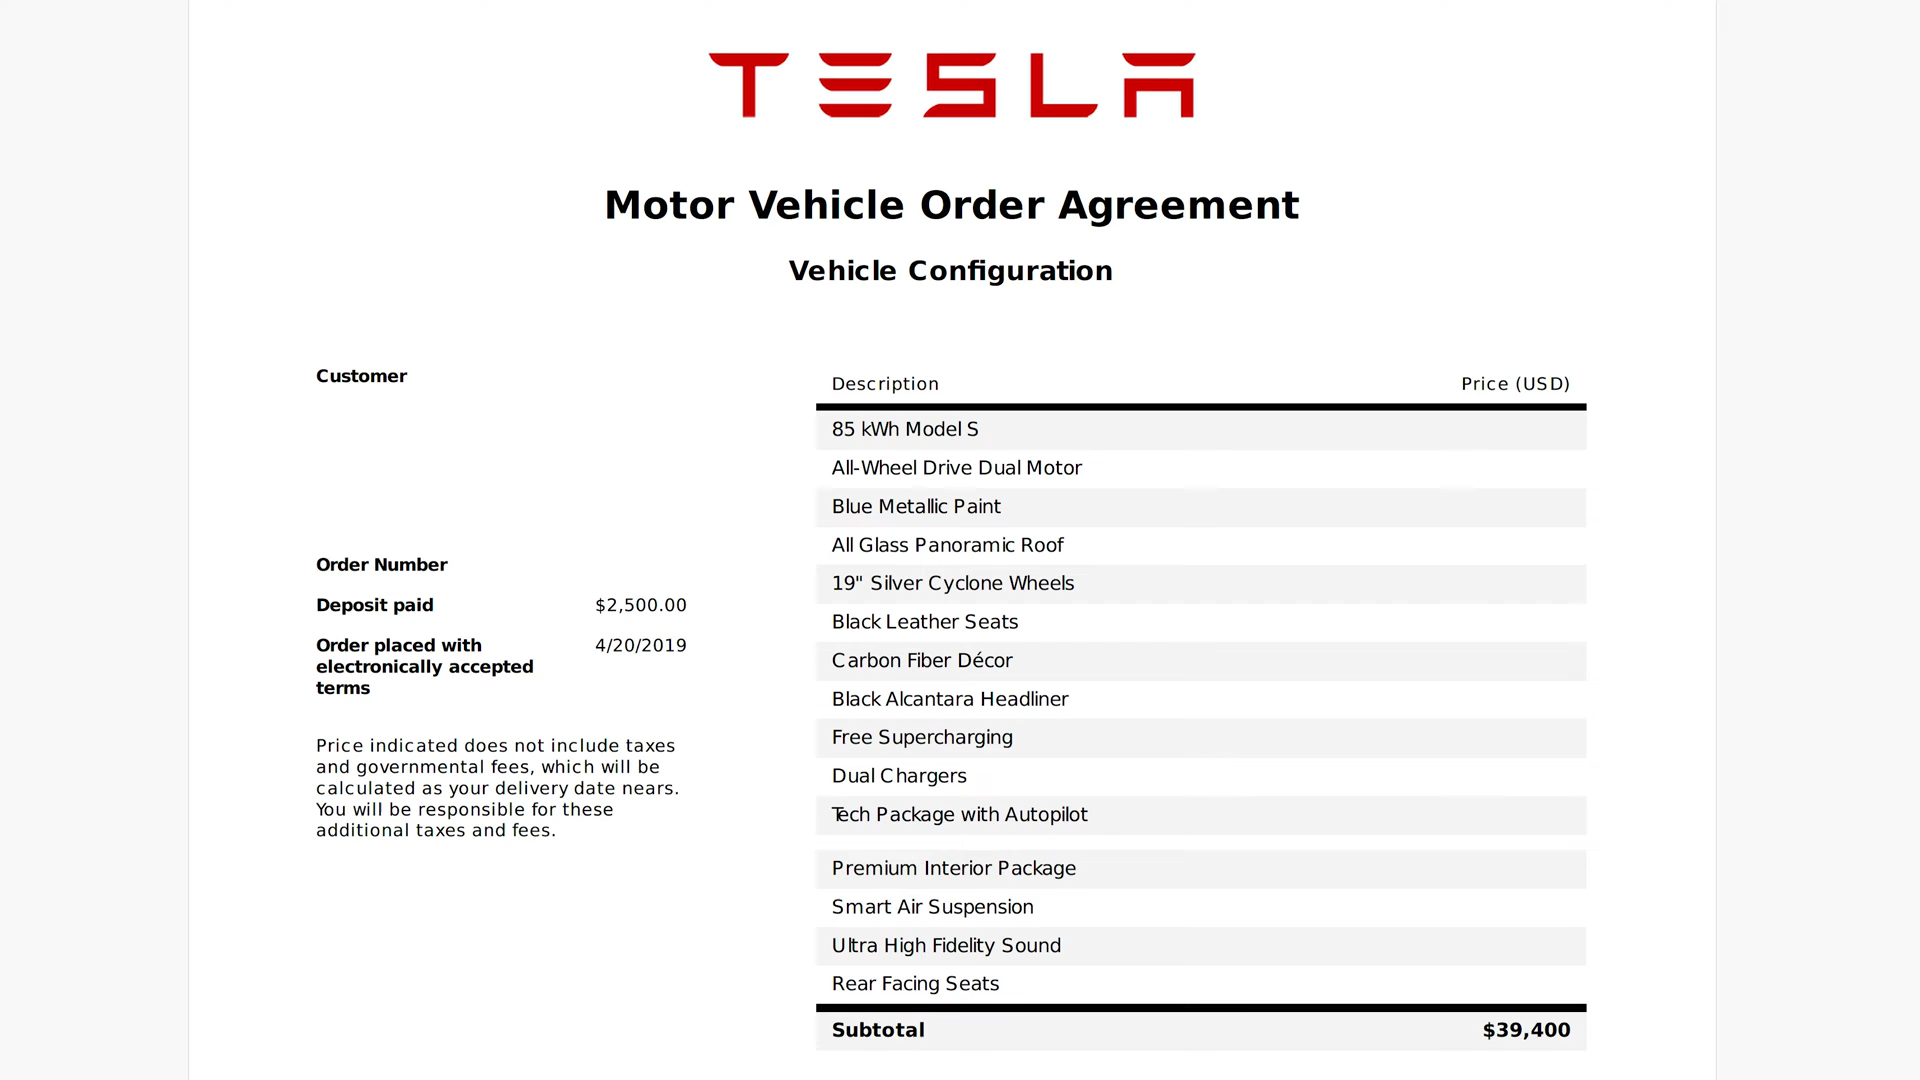 TESLA
Motor Vehicle Order Agreement
Vehicle Configuration
Customer
Order Number
Deposit paid $2,500.00
Order placed with 4/20/2019
electronically accepted
terms
Price indicated does not include taxes
and governmental fees, which will be
calculated as your delivery date nears.
You will be responsible for these
additional taxes and fees.
Description Price (USD)
85 kWh Model S
All-Wheel Drive Dual Motor
Blue Metallic Paint
All Glass Panoramic Roof
19" Silver Cyclone Wheels
Black Leather Seats
Carbon Fiber Décor
Black Alcantara Headliner
Free Supercharging
Dual Chargers
Tech Package with Autopilot
Premium Interior Package
Smart Air Suspension
Ultra High Fidelity Sound
Rear Facing Seats
Subtotal $39,400